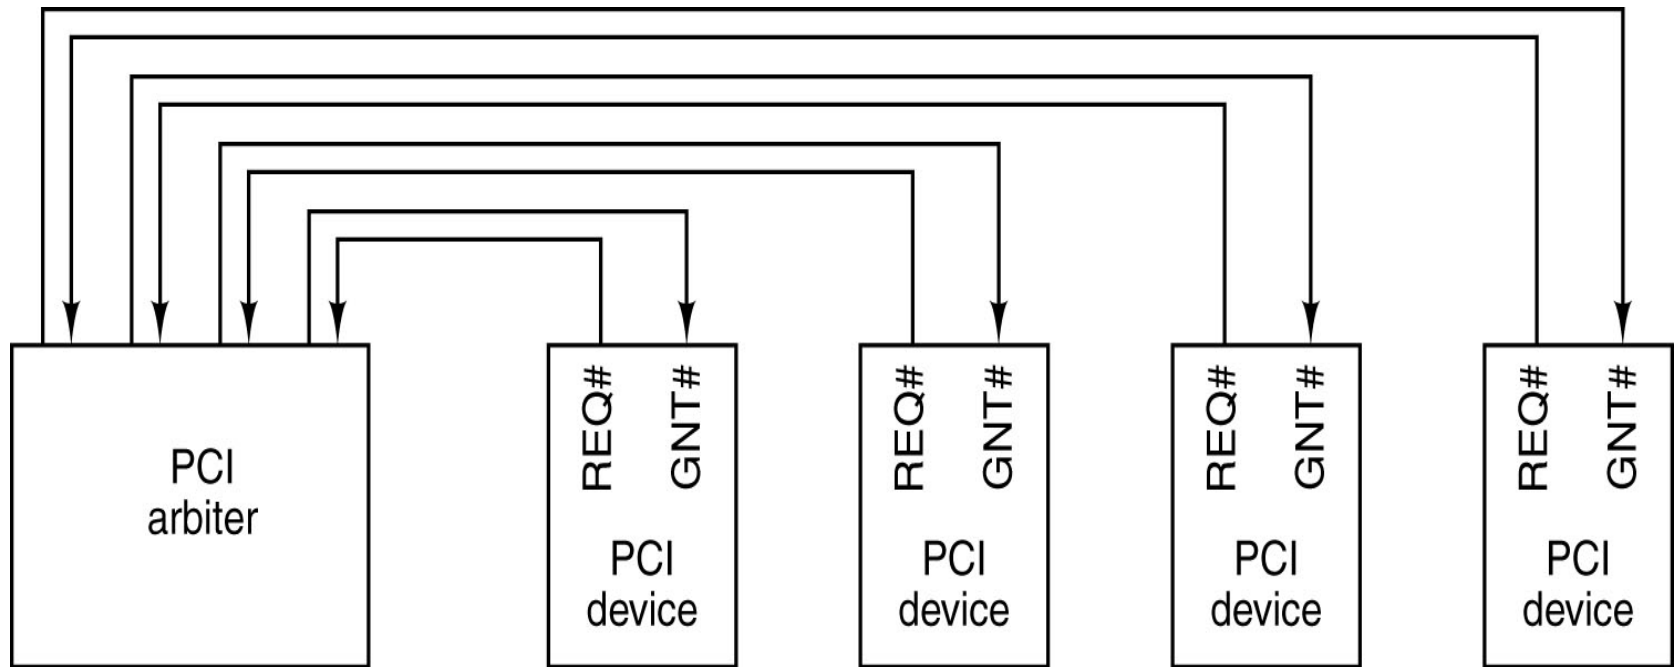 PCI
arbiter
REQ#
GNT#
PCI
device
REQ#
GNT#
PCI
device
REQ#
GNT#
PCI
device
REQ#
GNT#
PCI
device